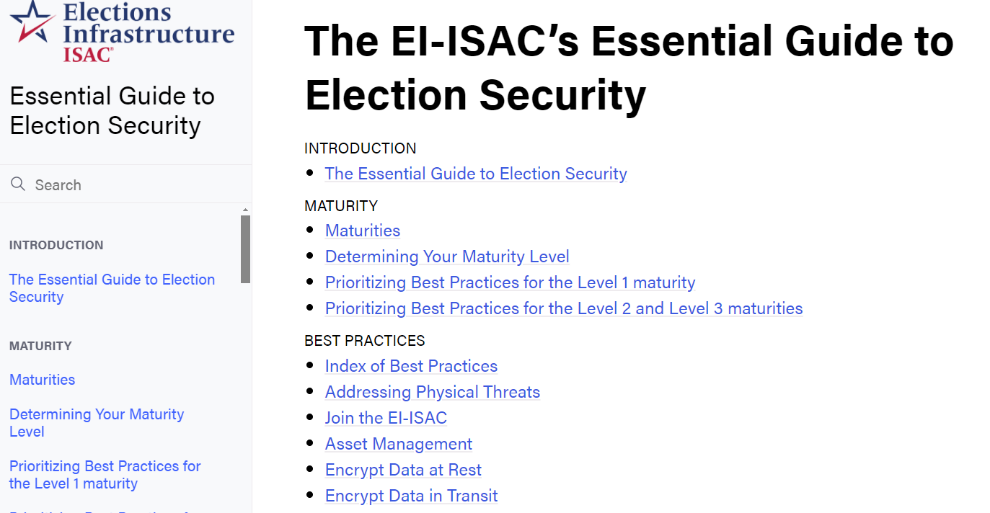 Elections
Infrastructure
ISAC®
Essential Guide to
Election Security
Search
INTRODUCTION
The Essential Guide to Election
Security
MATURITY
Maturities
Determining Your Maturity
Level
Prioritizing Best Practices for
the Level 1 maturity
The EI-ISAC’s Essential Guide to
Election Security
INTRODUCTION
• The Essential Guide to Election Security
MATURITY
• Maturities
• Determining Your Maturity Level
• Prioritizing Best Practices for the Level 1 maturity
• Prioritizing Best Practices for the Level 2 and Level 3 maturities
BEST PRACTICES
• Index of Best Practices
• Addressing Physical Threats
• Join the EI-ISAC
• Asset Management
• Encrypt Data at Rest
• Encrypt Data in Transit